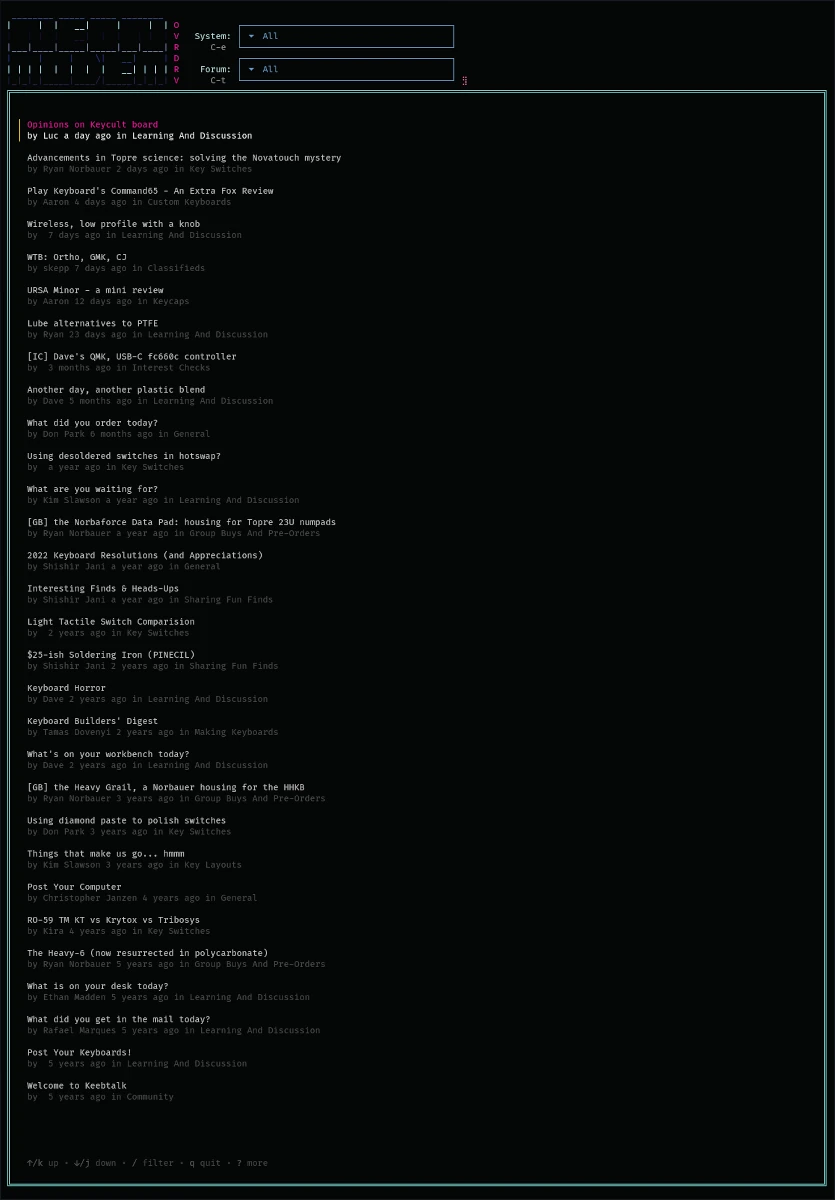 O
V
R
D
R
V
System:
C-e
All
Forum:
C-t
All
Opinions on Keycult board
by Luc a day ago in Learning And Discussion
Advancements in Topre science: solving the Novatouch mystery
by Ryan Norbauer 2 days ago in Key Switches
Play Keyboard's Command65 - An Extra Fox Review
by Aaron 4 days ago in Custom Keyboards
Wireless, low profile with a knob
by  7 days ago in Learning And Discussion
WTB: Ortho, GMK, CJ
by skepp 7 days ago in Classifieds
URSA Minor - a mini review
by Aaron 12 days ago in Keycaps
Lube alternatives to PTFE
by Ryan 23 days ago in Learning And Discussion
[IC] Dave's QMK, USB-C fc660c controller
by  3 months ago in Interest Checks
Another day, another plastic blend
by Dave 5 months ago in Learning And Discussion
What did you order today?
by Don Park 6 months ago in General
Using desoldered switches in hotswap?
by  a year ago in Key Switches
What are you waiting for?
by Kim Slawson a year ago in Learning And Discussion
[GB] the Norbaforce Data Pad: housing for Topre 23U numpads
by Ryan Norbauer a year ago in Group Buys And Pre-Orders
2022 Keyboard Resolutions (and Appreciations)
by Shishir Jani a year ago in General
Interesting Finds & Heads-Ups
by Shishir Jani a year ago in Sharing Fun Finds
Light Tactile Switch Comparision
by  2 years ago in Key Switches
$25-ish Soldering Iron (PINECIL)
by Shishir Jani 2 years ago in Sharing Fun Finds
Keyboard Horror
by Dave 2 years ago in Learning And Discussion
Keyboard Builders' Digest
by Tamas Dovenyi 2 years ago in Making Keyboards
What's on your workbench today?
by Dave 2 years ago in Learning And Discussion
[GB] the Heavy Grail, a Norbauer housing for the HHKB
by Ryan Norbauer 3 years ago in Group Buys And Pre-Orders
Using diamond paste to polish switches
by Don Park 3 years ago in Key Switches
Things that make us go... hmmm
by Kim Slawson 3 years ago in Key Layouts
Post Your Computer
by Christopher Janzen 4 years ago in General
RO-59 TM KT vs Krytox vs Tribosys
by Kira 4 years ago in Key Switches
The Heavy-6 (now resurrected in polycarbonate)
by Ryan Norbauer 5 years ago in Group Buys And Pre-Orders
What is on your desk today?
by Ethan Madden 5 years ago in Learning And Discussion
What did you get in the mail today?
by Rafael Marques 5 years ago in Learning And Discussion
Post Your Keyboards!
by  5 years ago in Learning And Discussion
Welcome to Keebtalk
by  5 years ago in Community
↑/k up · ↓/j down · / filter · q quit · ? more